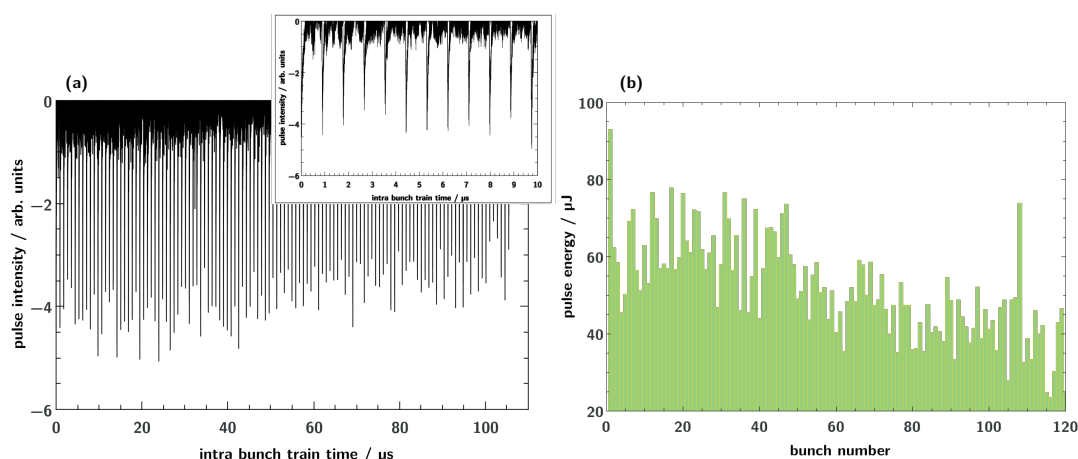 (a)
pulse intensity / arb. units
0
−2
−4
−6
0 20 40 60 80 100
intra bunch train time / µs
pulse intensity / arb. units
0
−2
−4
−6
0 1 2 3 4 5 6 7 8 9 10
intra bunch train time / µs
(b)
pulse energy / µJ
100
80
60
40
20
0 20 40 60 80 100 120
bunch number